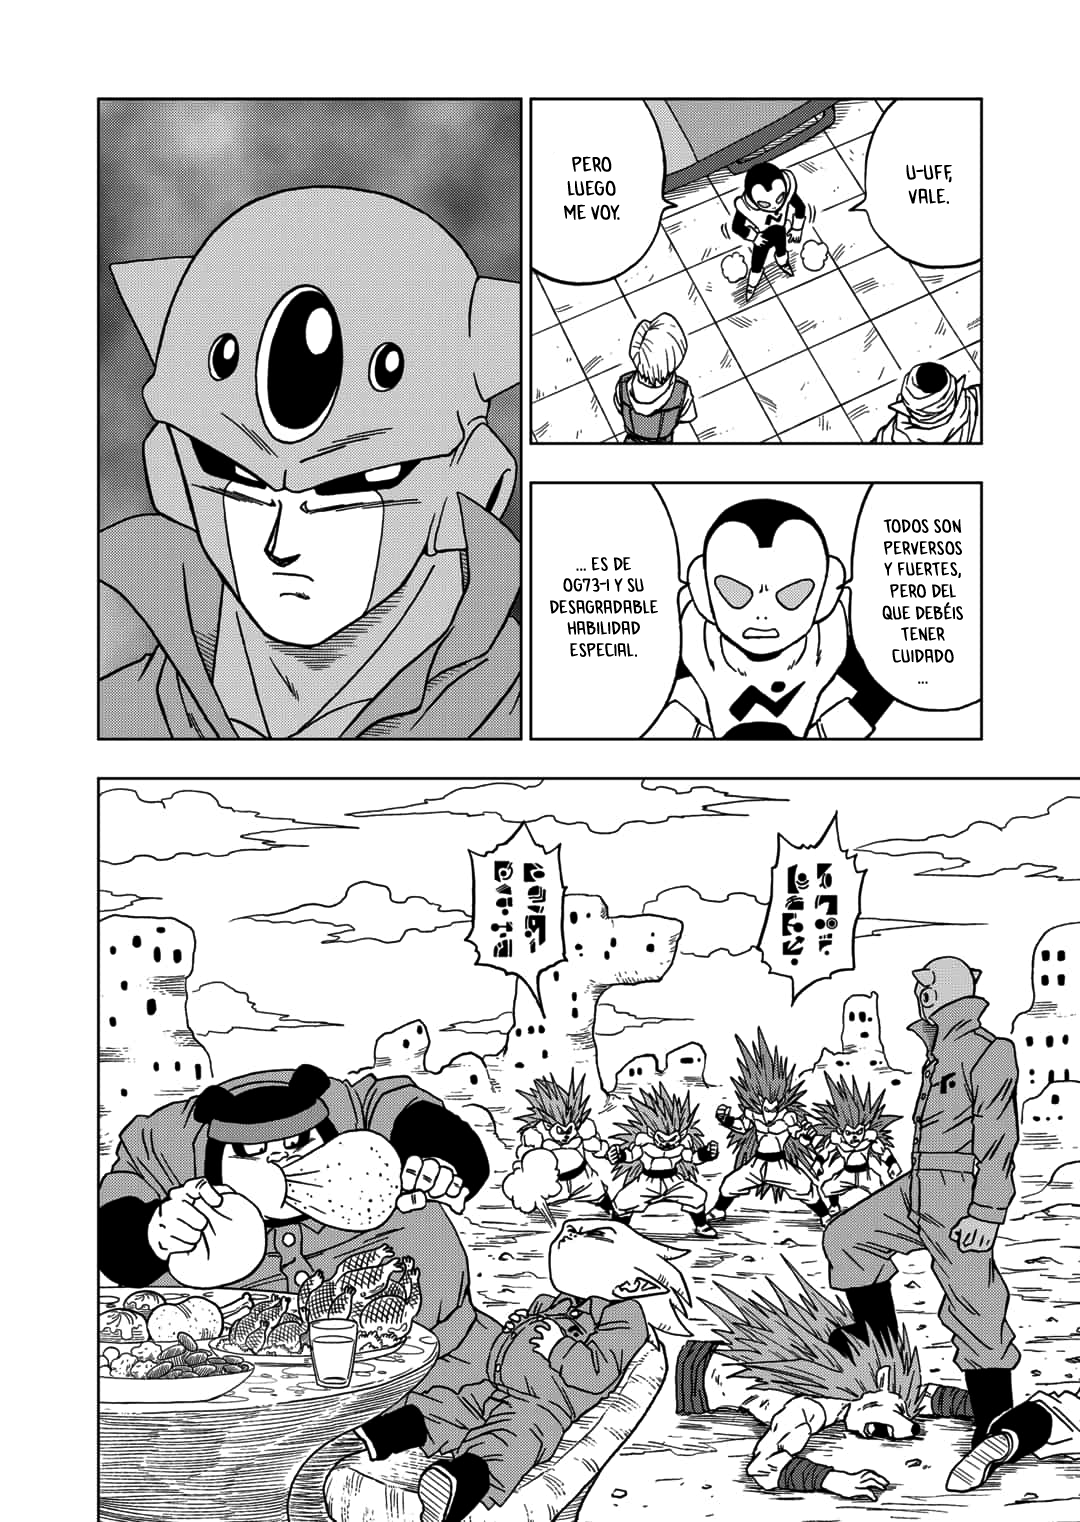 U-UFF,
VALE.
PERO
LUEGO
ME VOY.
TODOS SON
PERVERSOS
Y FUERTES,
PERO DEL
QUE DEBÉIS
TENER
CUIDADO
...
... ES DE
OG73-I Y SU
DESAGRADABLE
HABILIDAD
ESPECIAL.